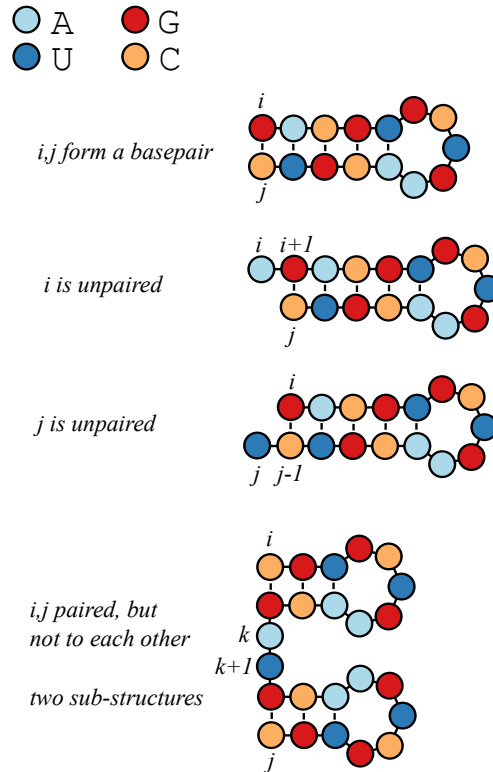 A G
U C
i
i,j form a basepair
j
i i+1
i is unpaired
j
i
j is unpaired
j j-1
i
i,j paired, but
not to each other
k
k+1
two sub-structures
j